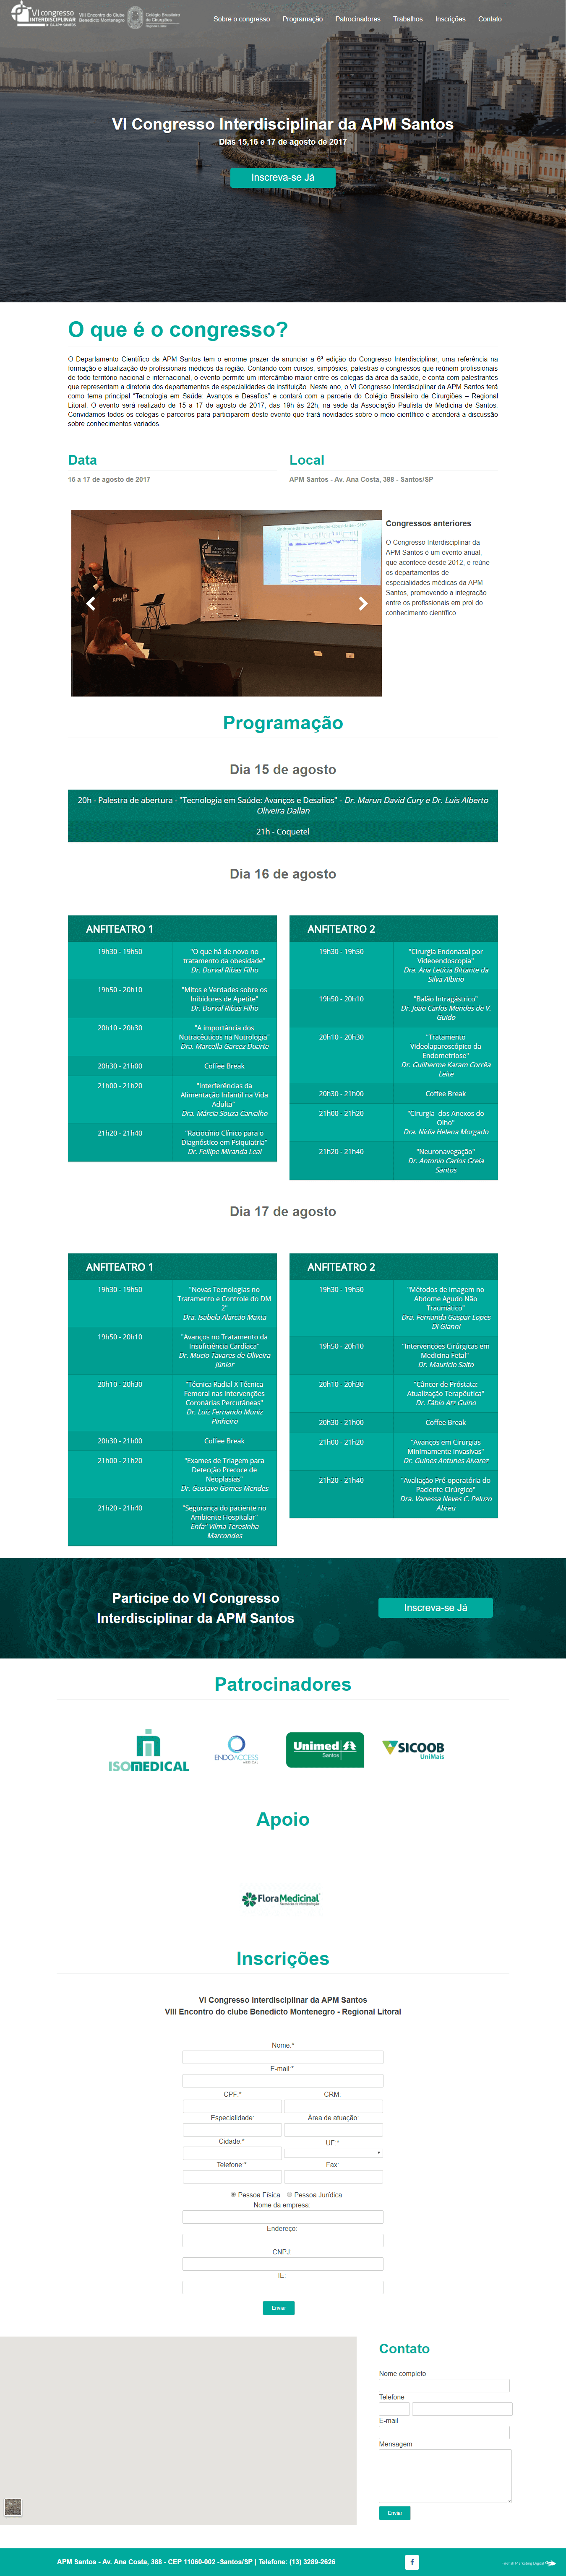 VI congresso
INTERDISCIPLINAR
DA APM SANTOS
VIII Encontro do Clube
Benedicto Montenegro
Colégio Brasileiro
de Cirurgiões
Sobre o congresso
Programação
Patrocinadores
Trabalhos
Inscrições
Contato
VI Congresso Interdisciplinar da APM Santos
Dias 15,16 e 17 de agosto de 2017
Inscreva-se Já
O que é o congresso?
O Departamento Científico da APM Santos tem o enorme prazer de anunciar a 6ª edição do Congresso Interdisciplinar, uma referência na
formação e atualização de profissionais médicos da região. Contando com cursos, simpósios, palestras e congressos que reúnem profissionais
de todo território nacional e internacional, o evento permite um intercâmbio maior entre os colegas da área da saúde, e conta com palestrantes
que representam a diretoria dos departamentos de especialidades da instituição. Neste ano, o VI Congresso Interdisciplinar da APM Santos terá
como tema principal "Tecnologia em Saúde: Avanços e Desafios" e contará com a parceria do Colégio Brasileiro de Cirurgiões – Regional
Litoral. O evento será realizado de 15 a 17 de agosto de 2017, das 19h às 22h, na sede da Associação Paulista de Medicina de Santos.
Convidamos todos os colegas e parceiros para participarem deste evento que trará novidades sobre o meio científico e acenderá a discussão
sobre conhecimentos variados.
Data
15 a 17 de agosto de 2017
Local
APM Santos - Av. Ana Costa, 388 - Santos/SP
Congressos anteriores
O Congresso Interdisciplinar da
APM Santos é um evento anual,
que acontece desde 2012, e reúne
os departamentos de
especialidades médicas da APM
Santos, promovendo a integração
entre os profissionais em prol do
conhecimento científico.
Programação
Dia 15 de agosto
20h - Palestra de abertura - "Tecnologia em Saúde: Avanços e Desafios" - Dr. Marun David Cury e Dr. Luis Alberto
Oliveira Dallan
21h - Coquetel
Dia 16 de agosto
ANFITEATRO 1
19h30 - 19h50
"O que há de novo no
tratamento da obesidade"
Dr. Durval Ribas Filho
19h50 - 20h10
"Mitos e Verdades sobre os
Inibidores de Apetite"
Dr. Durval Ribas Filho
20h10 - 20h30
"A importância dos
Nutracêuticos na Nutrologia"
Dra. Marcella Garcez Duarte
20h30 - 21h00
Coffee Break
21h00 - 21h20
"Interferências da
Alimentação Infantil na Vida
Adulta"
Dra. Márcia Souza Carvalho
21h20 - 21h40
"Raciocínio Clínico para o
Diagnóstico em Psiquiatria"
Dr. Fellipe Miranda Leal
ANFITEATRO 2
19h30 - 19h50
"Cirurgia Endonasal por
Videoendoscopia"
Dra. Ana Letícia Bittante da
Silva Albino
19h50 - 20h10
"Balão Intragástrico"
Dr. João Carlos Mendes de V.
Guido
20h10 - 20h30
"Tratamento
Videolaparoscópico da
Endometriose"
Dr. Guilherme Karam Corrêa
Leite
20h30 - 21h00
Coffee Break
21h00 - 21h20
"Cirurgia dos Anexos do
Olho"
Dra. Nídia Helena Morgado
21h20 - 21h40
"Neuronavegação"
Dr. Antonio Carlos Grela
Santos
Dia 17 de agosto
ANFITEATRO 1
19h30 - 19h50
"Novas Tecnologias no
Tratamento e Controle do DM
2"
Dra. Isabela Alarcão Maxta
19h50 - 20h10
"Avanços no Tratamento da
Insuficiência Cardíaca"
Dr. Mucio Tavares de Oliveira
Júnior
20h10 - 20h30
"Técnica Radial X Técnica
Femoral nas Intervenções
Coronárias Percutâneas"
Dr. Luiz Fernando Muniz
Pinheiro
20h30 - 21h00
Coffee Break
21h00 - 21h20
"Exames de Triagem para
Detecção Precoce de
Neoplasias"
Dr. Gustavo Gomes Mendes
21h20 - 21h40
"Segurança do paciente no
Ambiente Hospitalar"
Enfª Vilma Teresinha
Marcondes
ANFITEATRO 2
19h30 - 19h50
"Métodos de Imagem no
Abdome Agudo Não
Traumático"
Dra. Fernanda Gaspar Lopes
Di Gianni
19h50 - 20h10
"Intervenções Cirúrgicas em
Medicina Fetal"
Dr. Maurício Saito
20h10 - 20h30
"Câncer de Próstata:
Atualização Terapêutica"
Dr. Fábio Atz Guino
20h30 - 21h00
Coffee Break
21h00 - 21h20
"Avanços em Cirurgias
Minimamente Invasivas"
Dr. Guines Antunes Alvarez
21h20 - 21h40
"Avaliação Pré-operatória do
Paciente Cirúrgico"
Dra. Vanessa Neves C. Peluzo
Abreu
Participe do VI Congresso
Interdisciplinar da APM Santos
Inscreva-se Já
Patrocinadores
ISOMEDICAL
ENDOACCESS
Unimed
Santos
SICOOB
UniMais
Apoio
FloraMedicinal
Inscrições
VI Congresso Interdisciplinar da APM Santos
VIII Encontro do clube Benedicto Montenegro - Regional Litoral
Nome:*
E-mail:*
CPF:*
CRM:
Especialidade:
Área de atuação:
Cidade:*
UF:*
---
Telefone:*
Fax:
Pessoa Física
Pessoa Jurídica
Nome da empresa:
Endereço:
CNPJ:
IE
Enviar
Contato
Nome completo
Telefone
E-mail
Mensagem
Enviar
APM Santos - Av. Ana Costa, 388 - CEP 11060-002 -Santos/SP | Telefone: (13) 3289-2626